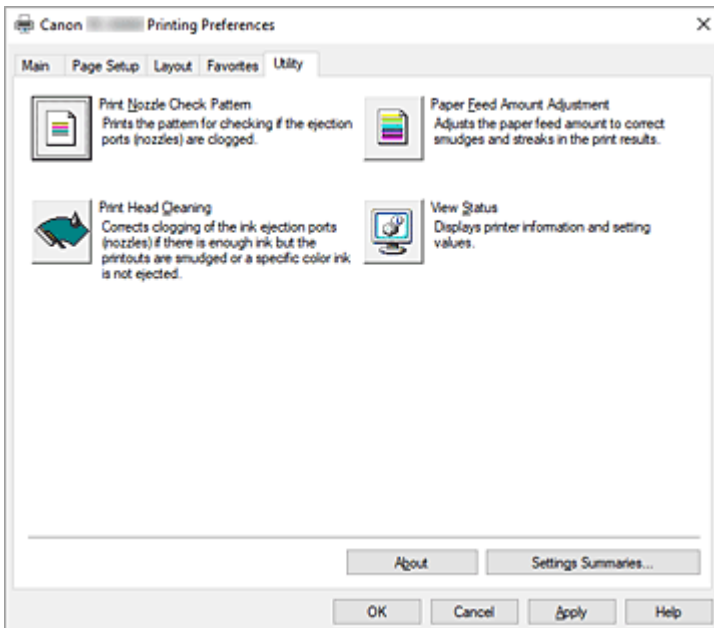 Canon Printing Preferences
Main Page Setup Layout Favorites Utility
Print Nozzle Check Pattern
Prints the pattern for checking if the ejection
ports (nozzles) are clogged.
Paper Feed Amount Adjustment
Adjusts the paper feed amount to correct
smudges and streaks in the print results.
Print Head Cleaning
Corrects clogging of the ink ejection ports
(nozzles) if there is enough ink but the
printouts are smudged or a specific color ink
is not ejected.
View Status
Displays printer information and setting
values.
About Settings Summaries...
OK Cancel Apply Help